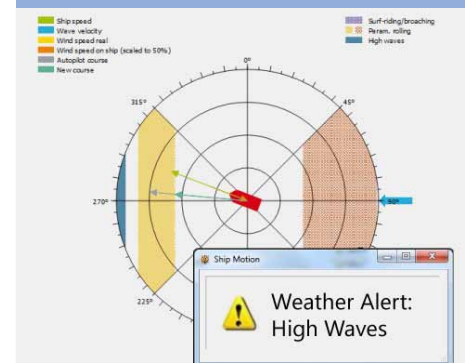 Ship speed
Wave velocity
Wind speed real
Wind speed on ship (scaled to 50%)
Autopilot course
New course
Surf-riding/broaching
Param. rolling
High waves
0°
315°
45°
270°
90°
225°
Ship Motion
Weather Alert:
High Waves